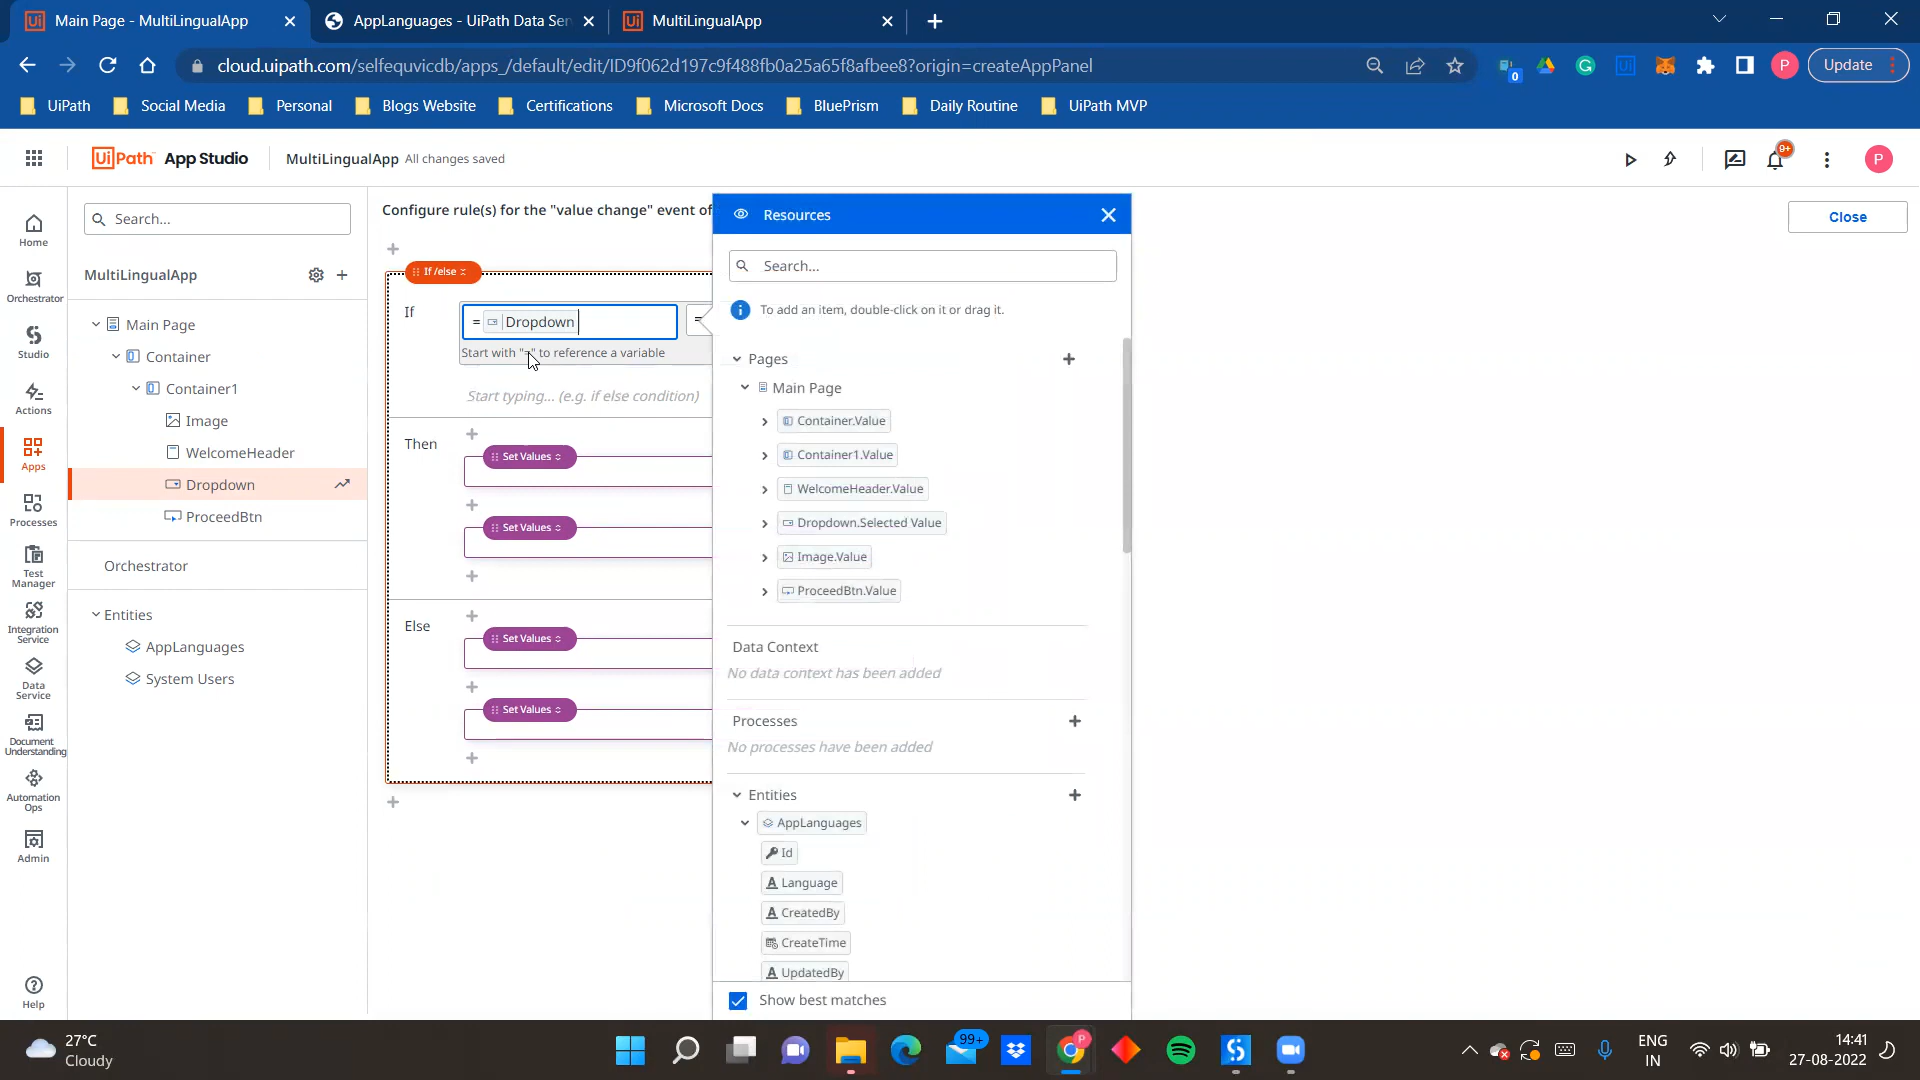 Main Page - MultiLingualApp
AppLanguages - UiPath Data Ser
MultiLingualApp
cloud.uipath.com/selfequvicdb/apps_/default/edit/ID9f062d197c9f488fb0a25a65f8afbee8?origin=createAppPanel
0
P
Update
UiPath
Social Media
Personal
Blogs Website
Certifications
Microsoft Docs
BluePrism
Daily Routine
UiPath MVP
UiPath App Studio
MultiLingualApp All changes saved
9+
P
Search...
MultiLingualApp
Main Page
Container
Container1
Image
WelcomeHeader
Dropdown
ProceedBtn
Orchestrator
Entities
AppLanguages
System Users
Home
Orchestrator
Studio
Actions
Apps
Processes
Test Manager
Integration Service
Data Service
Document Understanding
Automation Ops
Admin
Help
Configure rule(s) for the "value change" event of
Close
If /else
If
= Dropdown
Start with "=" to reference a variable
Start typing... (e.g. if else condition)
Then
Set Values
Set Values
Else
Set Values
Set Values
Resources
Search...
To add an item, double-click on it or drag it.
Pages
Main Page
Container.Value
Container1.Value
WelcomeHeader.Value
Dropdown.Selected Value
Image.Value
ProceedBtn.Value
Data Context
No data context has been added
Processes
No processes have been added
Entities
AppLanguages
Id
Language
CreatedBy
CreateTime
UpdatedBy
Show best matches
27°C
Cloudy
99+
P
ENG
IN
14:41
27-08-2022